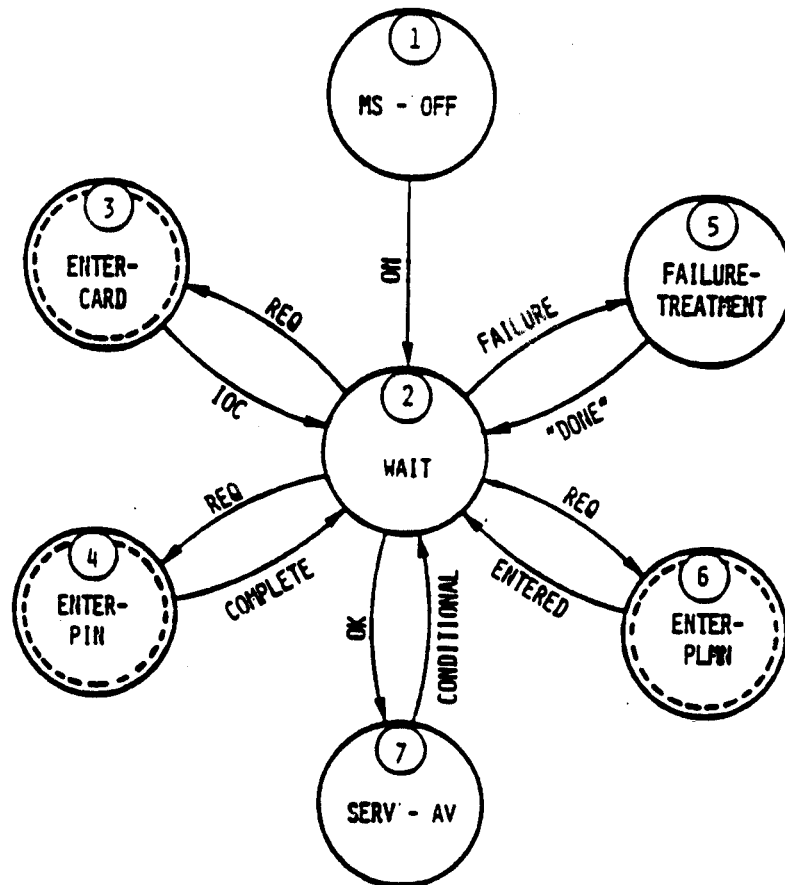 1
MS - OFF
ON
3
ENTER-
CARD
REQ
IOC
5
FAILURE-
TREATMENT
FAILURE
"DONE"
2
WAIT
4
ENTER-
PIN
REQ
COMPLETE
6
ENTER-
PLMN
REQ
ENTERED
OK
CONDITIONAL
7
SERV - AV